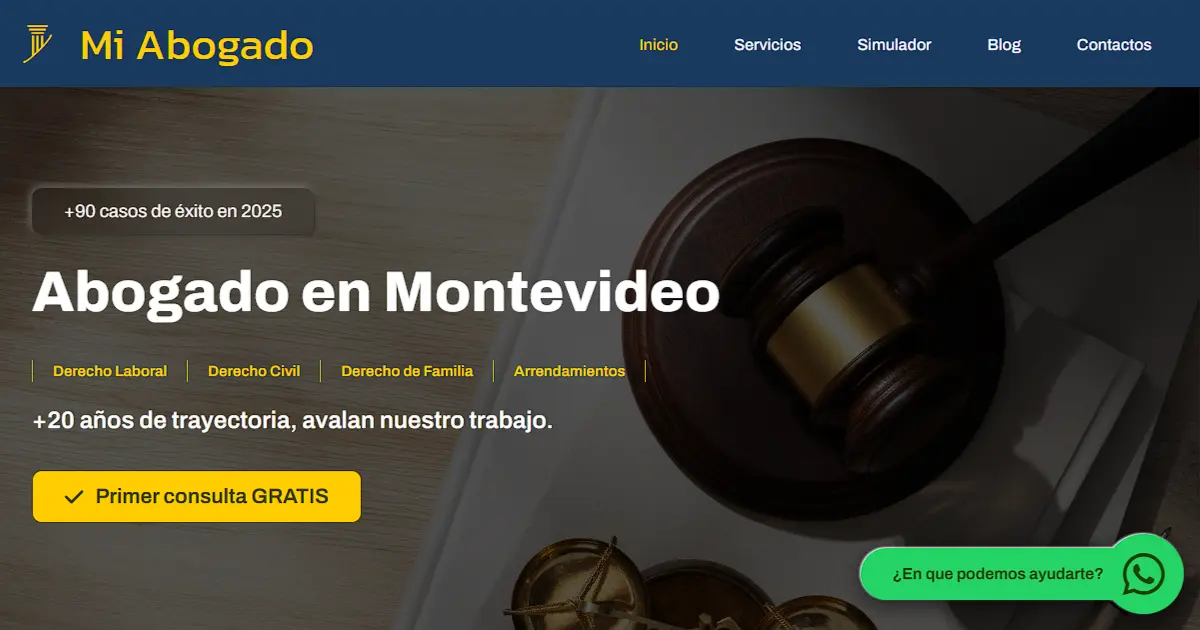 Mi Abogado
Inicio Servicios Simulador Blog Contactos
+90 casos de éxito en 2025
Abogado en Montevideo
Derecho Laboral Derecho Civil Derecho de Familia Arrendamientos
+20 años de trayectoria, avalan nuestro trabajo.
Primer consulta GRATIS
¿En que podemos ayudarte?